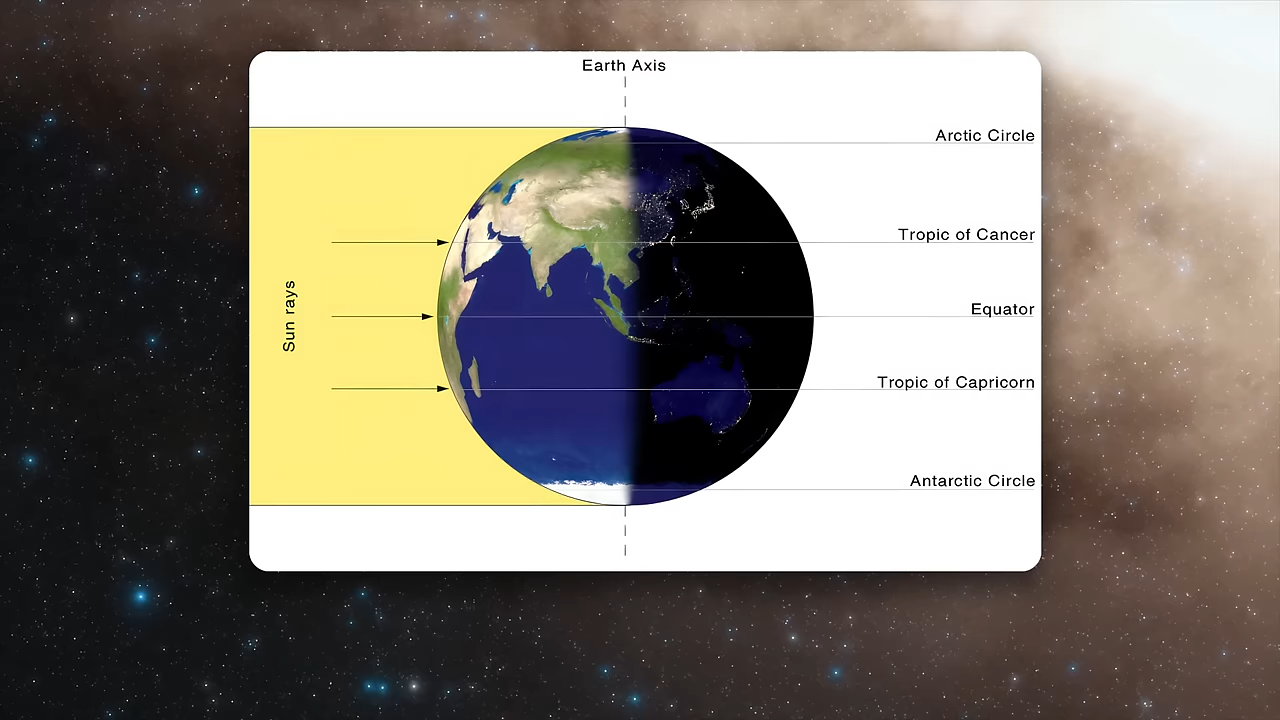 Earth Axis
Arctic Circle
Tropic of Cancer
Equator
Sun rays
Tropic of Capricorn
Antarctic Circle